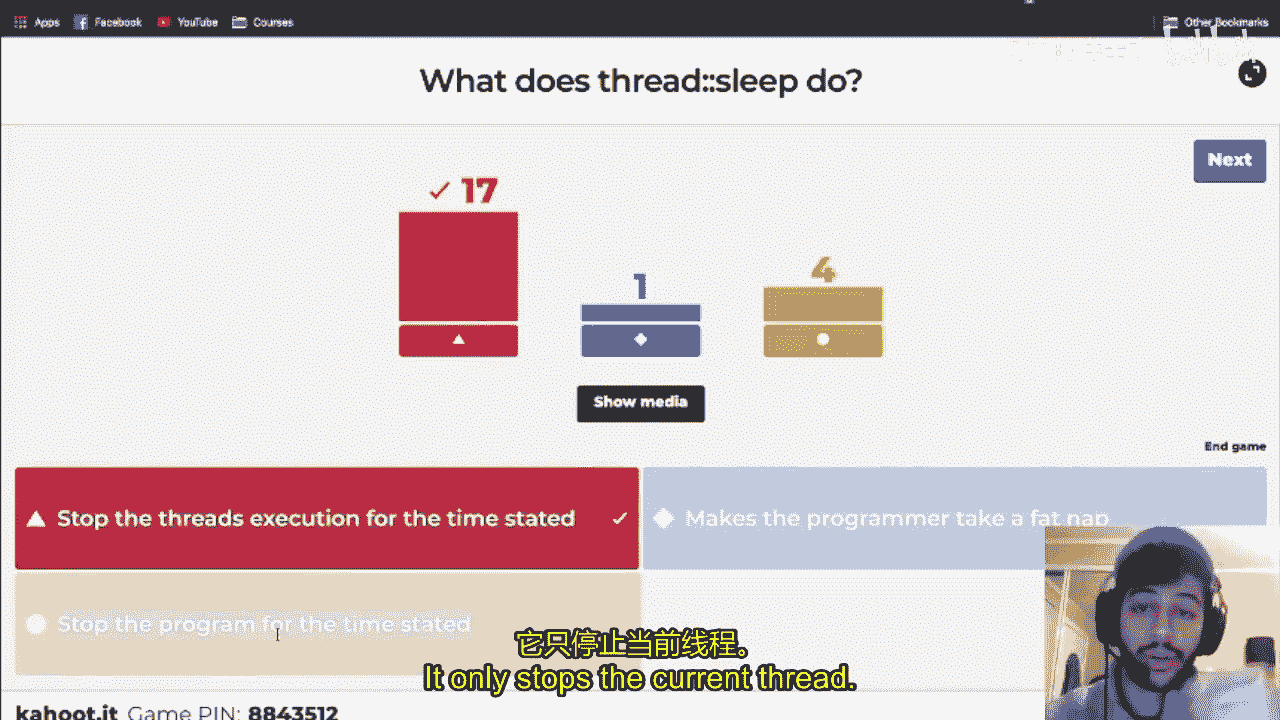 Apps Facebook YouTube Courses Other Bookmarks
What does thread::sleep do?
Next
17
1
4
Show media
End game
Stop the threads execution for the time stated
Makes the programmer take a fat nap
Stop the program for the time stated
它只停止当前线程。
It only stops the current thread.
kahoot.it Game PIN: 8843512